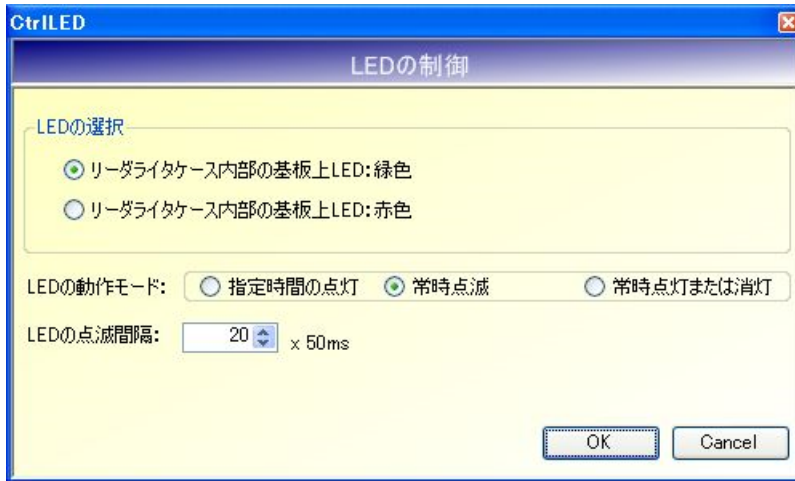 CtrlLED
LEDの制御
LEDの選択
リーダライタケース内部の基板上LED:緑色
リーダライタケース内部の基板上LED:赤色
LEDの動作モード: 指定時間の点灯 常時点滅 常時点灯または消灯
LEDの点滅間隔: 20 x 50ms
OK Cancel